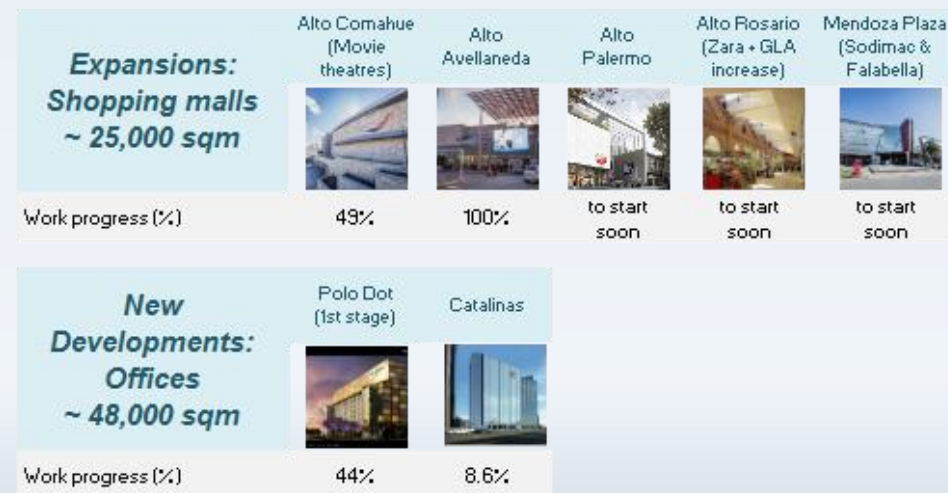 Expansions:
Shopping malls
~ 25,000 sqm
Alto Comahue
(Movie
theatres)
Alto
Avellaneda
Alto
Palermo
Alto Rosario
(Zara + GLA
increase)
Mendoza Plaza
(Sodimac &
Falabella)
Work progress (%)
49%
100%
to start
soon
to start
soon
to start
soon
New
Developments:
Offices
~ 48,000 sqm
Polo Dot
(1st stage)
Catalinas
Work progress (%)
44%
8.6%